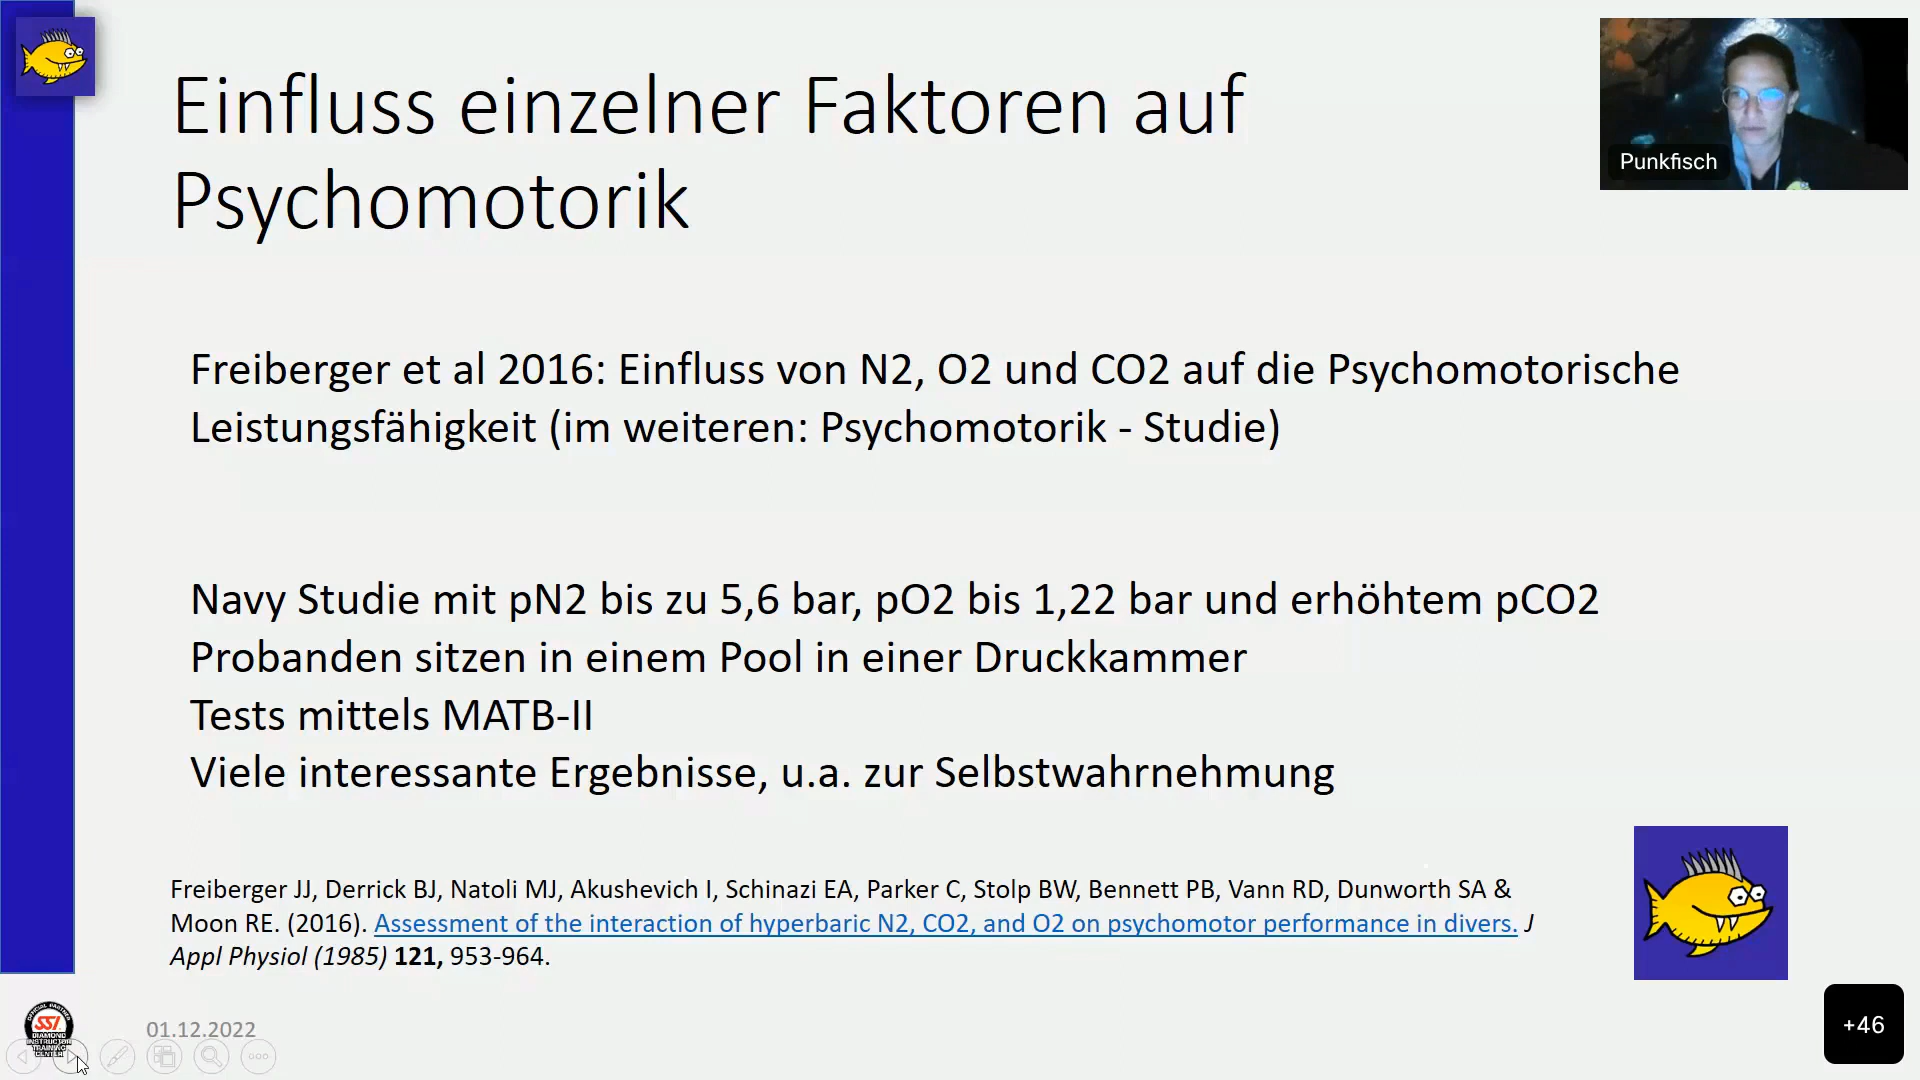 Einfluss einzelner Faktoren auf
Psychomotorik
Punkfisch
Freiberger et al 2016: Einfluss von N2, O2 und CO2 auf die Psychomotorische
Leistungsfähigkeit (im weiteren: Psychomotorik - Studie)
Navy Studie mit pN2 bis zu 5,6 bar, pO2 bis 1,22 bar und erhöhtem pCO2
Probanden sitzen in einem Pool in einer Druckkammer
Tests mittels MATB-II
Viele interessante Ergebnisse, u.a. zur Selbstwahrnehmung
Freiberger JJ, Derrick BJ, Natoli MJ, Akushevich I, Schinazi EA, Parker C, Stolp BW, Bennett PB, Vann RD, Dunworth SA &
Moon RE. (2016). Assessment of the interaction of hyperbaric N2, CO2, and O2 on psychomotor performance in divers. J
Appl Physiol (1985) 121, 953-964.
SSI
DIAMOND
INSTRUCTOR
TRAINING
CENTER
01.12.2022
+46